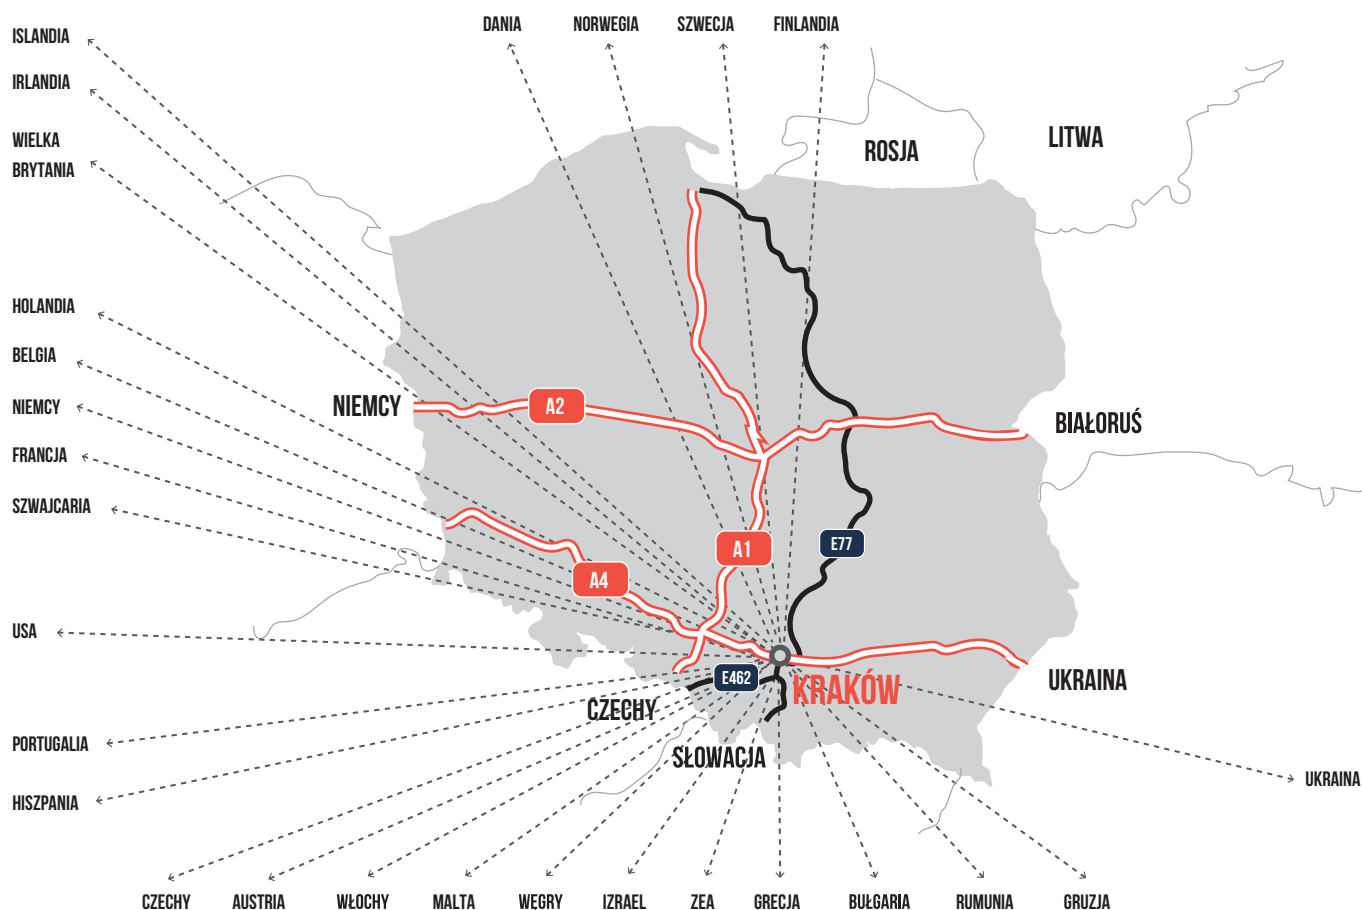 DANIA
NORWEGIA
SZWECJA
FINLANDIA
ISLANDIA
IRLANDIA
WIELKA
BRYTANIA
ROSJA
LITWA
HOLANDIA
BELGIA
NIEMCY
NIEMCY
A2
BIAŁORUŚ
FRANCJA
SZWAJCARIA
A1
E77
A4
USA
E462
KRAKÓW
UKRAINA
CZECHY
SŁOWACJA
PORTUGALIA
HISZPANIA
UKRAINA
CZECHY
AUSTRIA
WŁOCHY
MALTA
WĘGRY
IZRAEL
ZEA
GRECJA
BUŁGARIA
RUMUNIA
GRUZJA